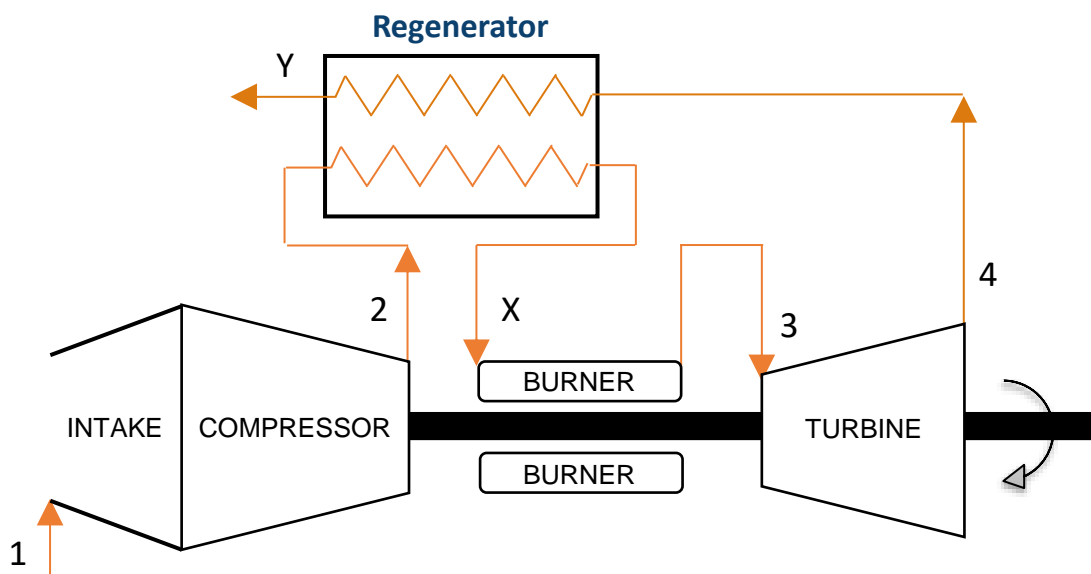 Regenerator
Y
2
X
3
4
BURNER
INTAKE
COMPRESSOR
TURBINE
BURNER
1